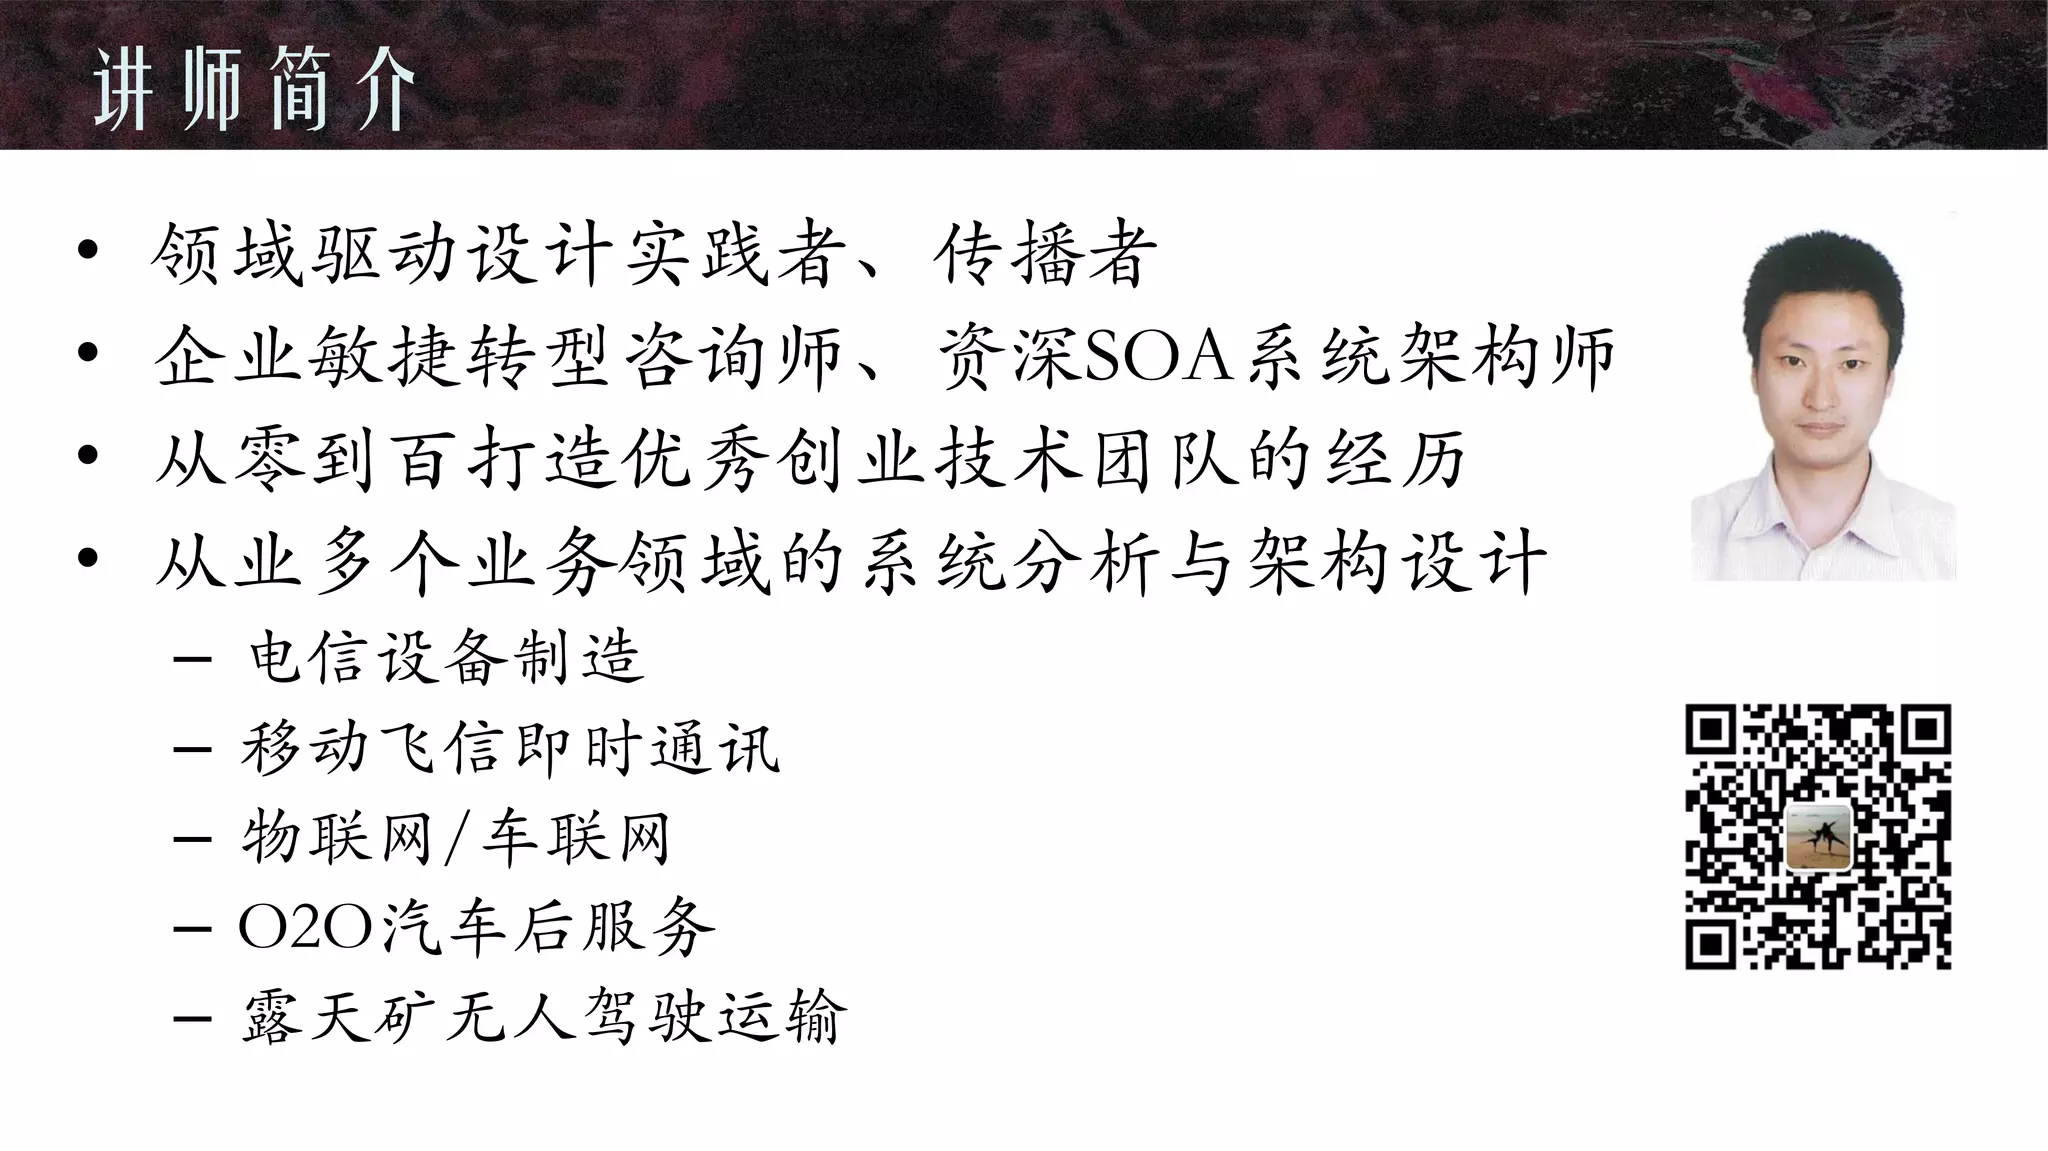 讲师简介
• 领域驱动设计实践者、传播者
• 企业敏捷转型咨询师、资深SOA系统架构师
• 从零到百打造优秀创业技术团队的经历
• 从业多个业务领域的系统分析与架构设计
– 电信设备制造
– 移动飞信即时通讯
– 物联网/车联网
– O2O汽车后服务
– 露天矿无人驾驶运输